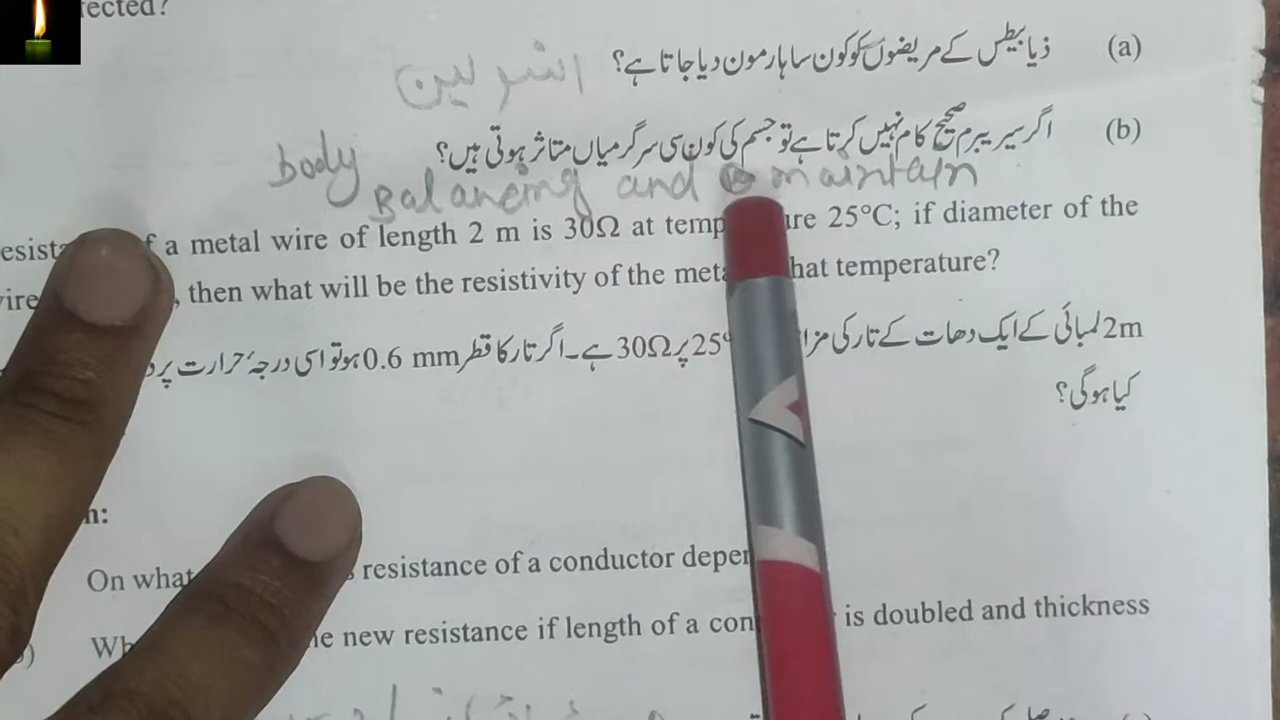 ected?
(a) ذیابیطس کے مریضوں کو کون سا ہارمون دیا جاتا ہے؟
انسولین
(b) اگر سیریبرم صحیح کام نہیں کرتا ہے تو جسم کی کون سی سرگرمیاں متاثر ہوتی ہیں؟
Body
Balancing and maintain
a metal wire of length 2 m is 30Ω at temp ure 25°C; if diameter of the
, then what will be the resistivity of the meta hat temperature?
2m لمبائی کے ایک دھات کے تار کی 25° پر 30Ω ہے۔ اگر تار کا قطر 0.6 mm ہو تو اسی درجہ حرارت پر
کیا ہوگی؟
n:
On what resistance of a conductor depen
Wh e new resistance if length of a con is doubled and thickness